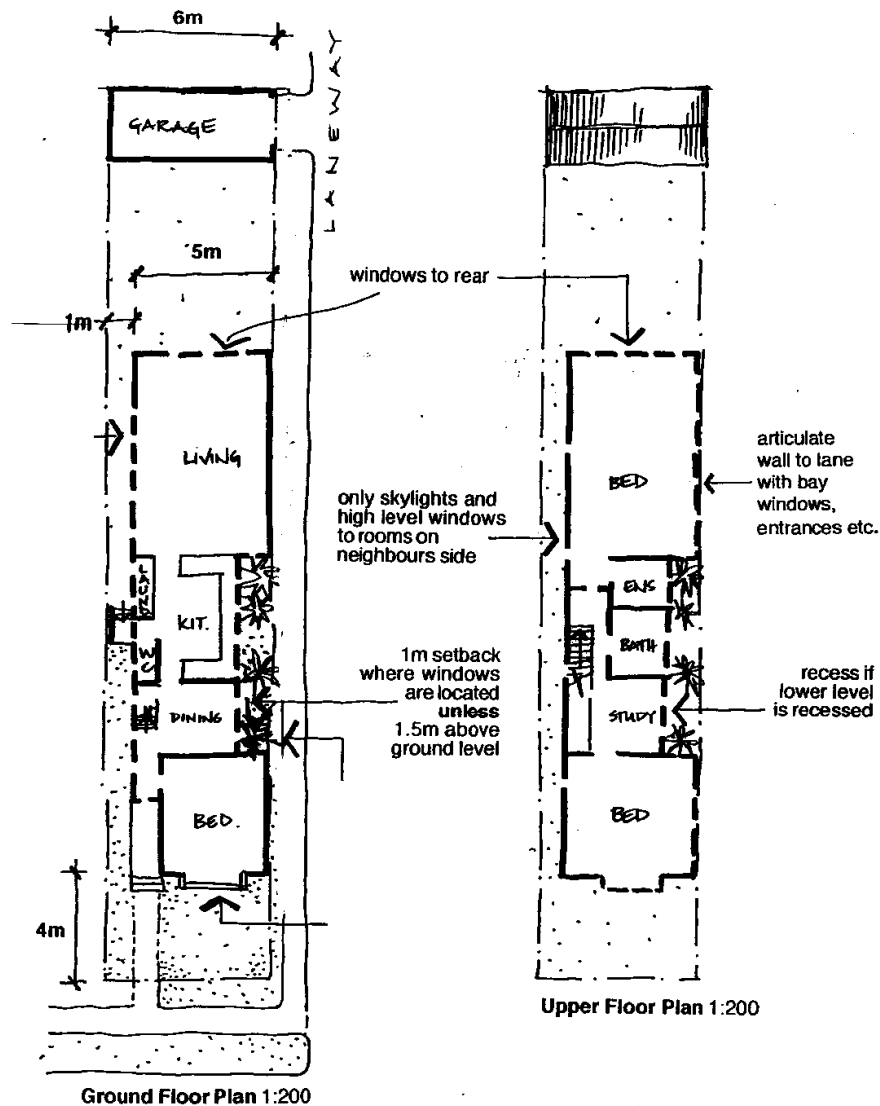 6m
LANEWAY
GARAGE
5m
windows to rear
1m
LIVING
BED
articulate
wall to lane
with bay
windows,
entrances etc.
only skylights and
high level windows
to rooms on
neighbours side
KIT.
ENS
BATH
1m setback
where windows
are located
unless
1.5m above
ground level
DINING
STUDY
recess if
lower level
is recessed
BED.
BED
4m
Upper Floor Plan 1:200
Ground Floor Plan 1:200